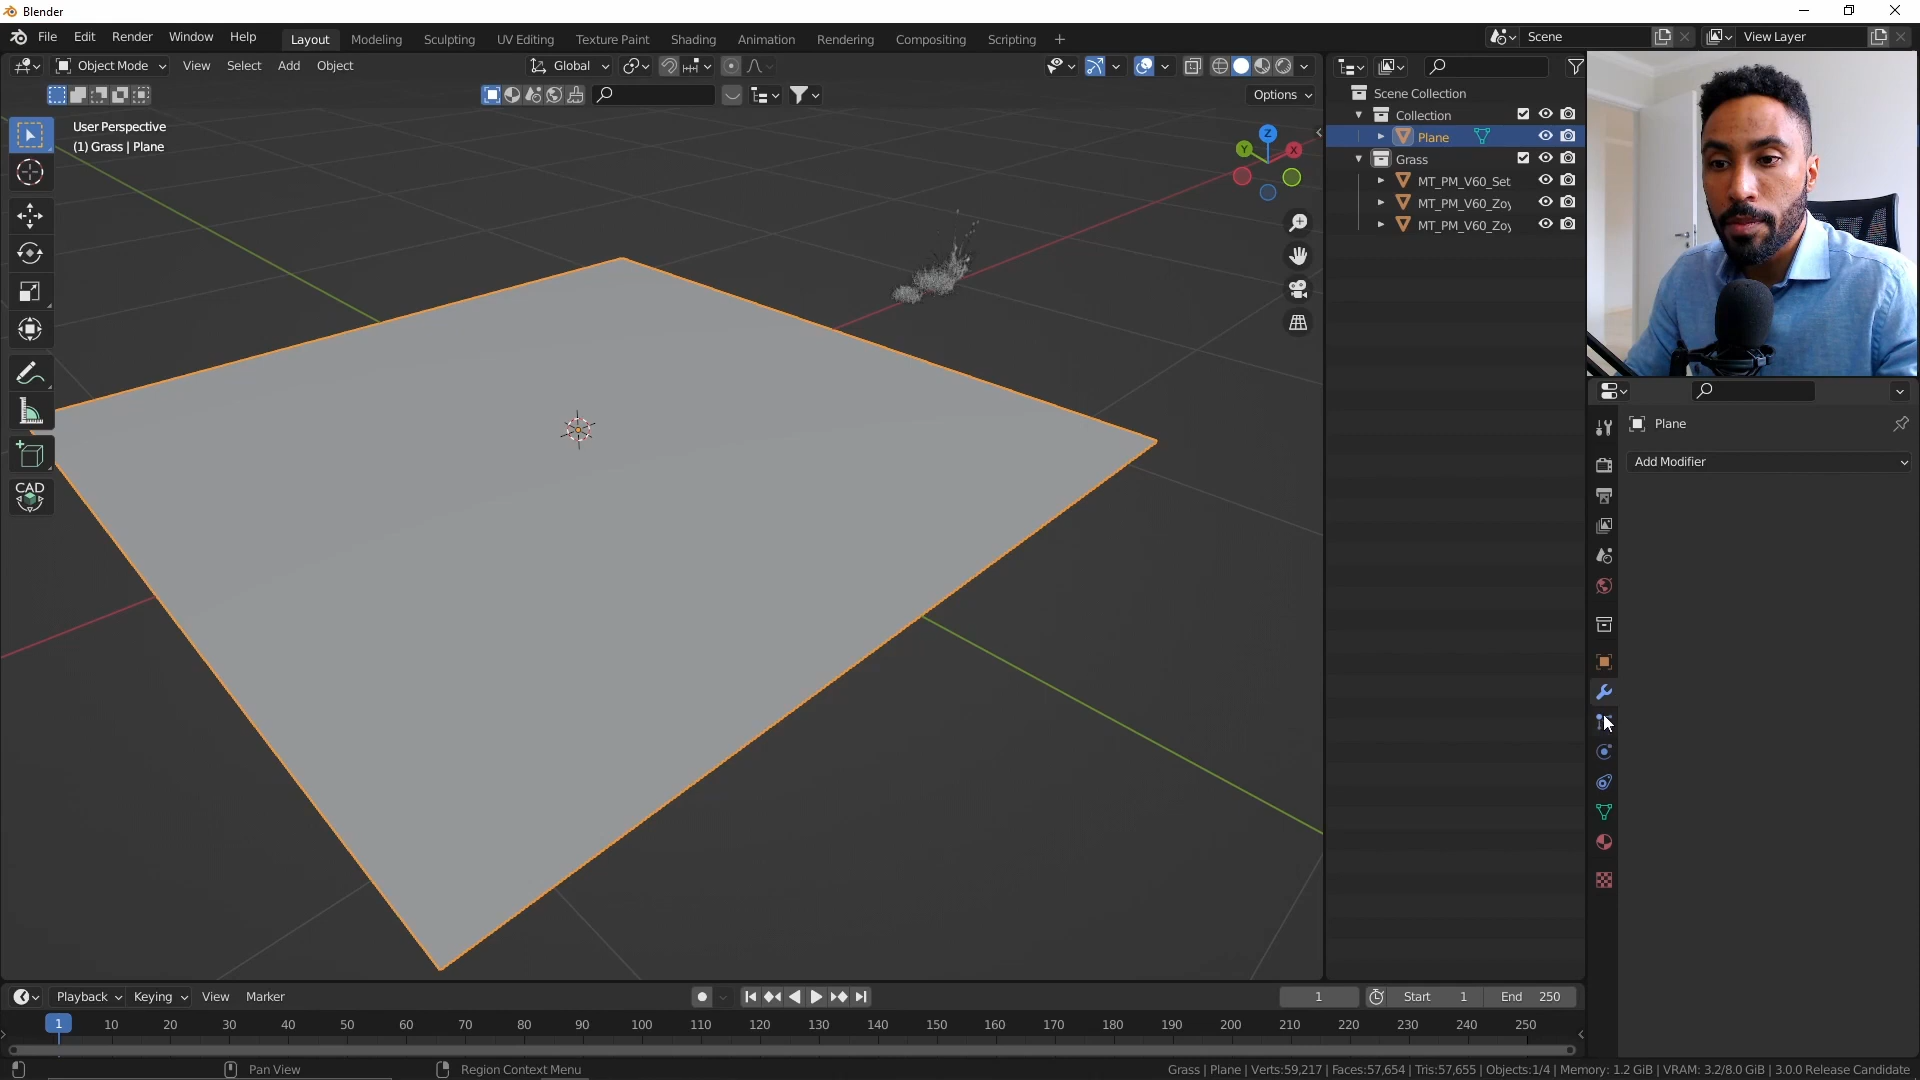 Blender
File Edit Render Window Help
Layout Modeling Sculpting UV Editing Texture Paint Shading Animation Rendering Compositing Scripting
Scene
View Layer
Object Mode View Select Add Object
Global
Options
User Perspective
(1) Grass | Plane
Z
Y
X
CAD
Scene Collection
Collection
Plane
Grass
MT_PM_V60_Set
MT_PM_V60_Zoy
MT_PM_V60_Zoy
Plane
Add Modifier
Playback Keying View Marker
1
Start 1
End 250
1 10 20 30 40 50 60 70 80 90 100 110 120 130 140 150 160 170 180 190 200 210 220 230 240 250
Pan View
Region Context Menu
Grass | Plane | Verts:59,217 | Faces:57,654 | Tris:57,655 | Objects:1/4 | Memory: 1.2 GiB | VRAM: 3.2/8.0 GiB | 3.0.0 Release Candidate